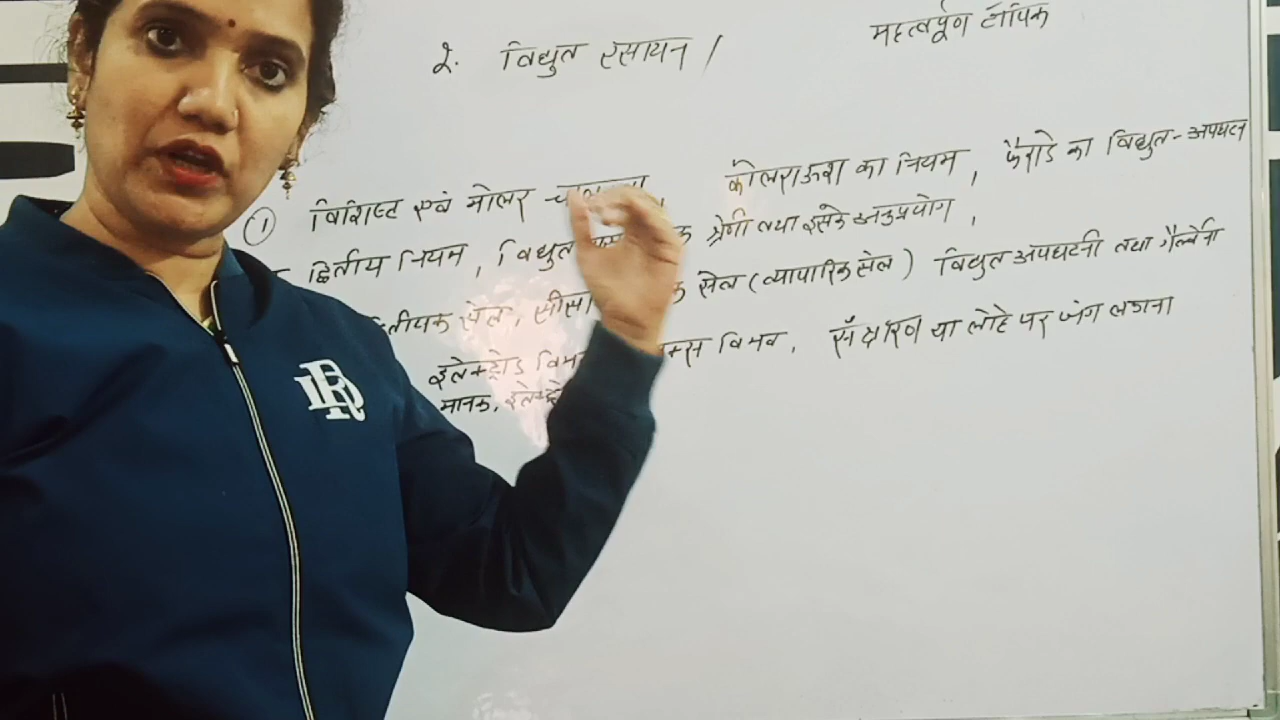 महत्वपूर्ण टॉपिक
2. विद्युत रसायन /
① विशिष्ट एवं मोलर कोलराऊश का नियम , फैराडे का विद्युत-अपघटन
द्वितीय नियम , विद्युत श्रेणी तथा इसके अनुप्रयोग ,
सेल, सीसा सेल (व्यापारिक सेल) विद्युत अपघटनी तथा गैल्वेनी
इलेक्ट्रोड विभव , संक्षारण या लोहे पर जंग लगना
मानक,